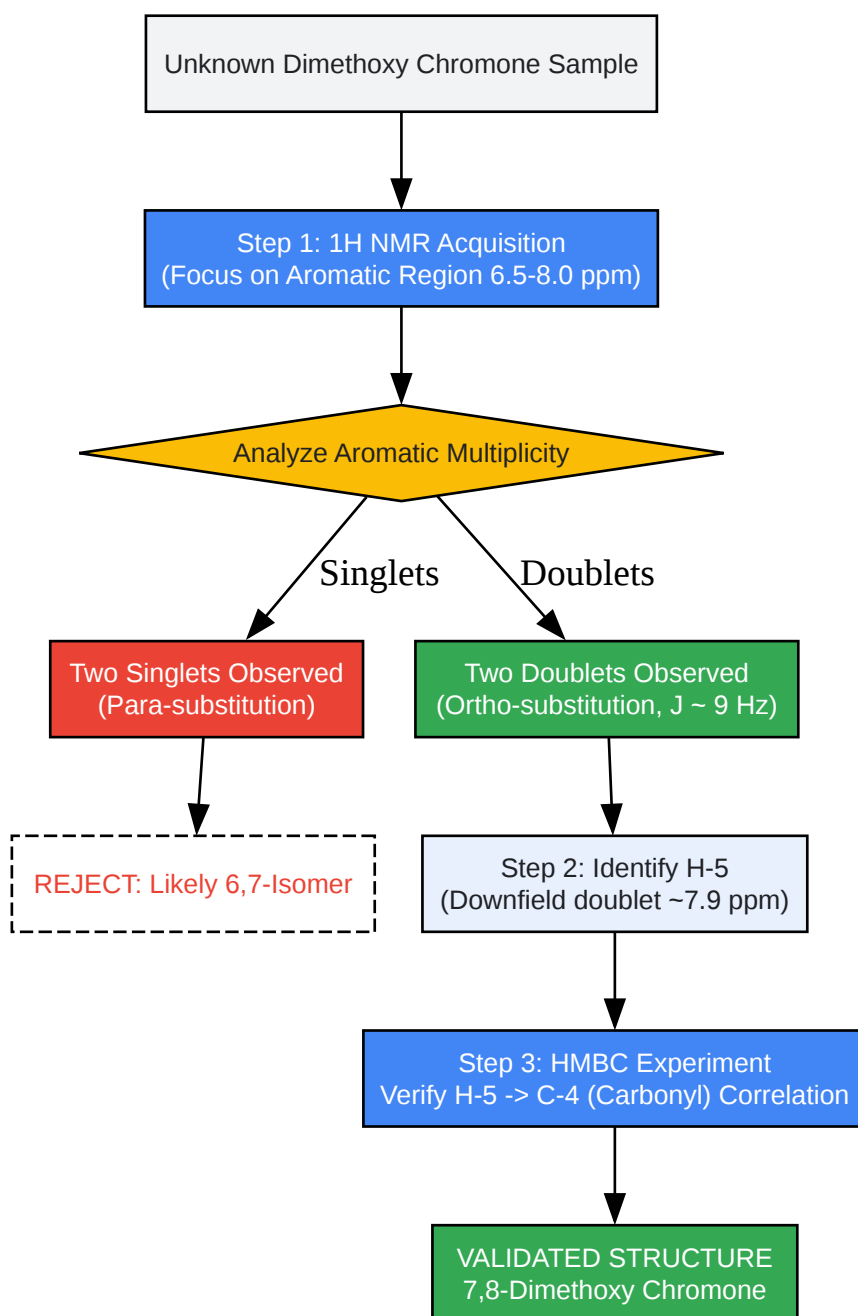 Unknown Dimethoxy Chromone Sample
Step 1: 1H NMR Acquisition
(Focus on Aromatic Region 6.5-8.0 ppm)
Analyze Aromatic Multiplicity
Singlets
Doublets
Two Singlets Observed
(Para-substitution)
Two Doublets Observed
(Ortho-substitution, J ~ 9 Hz)
REJECT: Likely 6,7-Isomer
Step 2: Identify H-5
(Downfield doublet ~7.9 ppm)
Step 3: HMBC Experiment
Verify H-5 -> C-4 (Carbonyl) Correlation
VALIDATED STRUCTURE
7,8-Dimethoxy Chromone